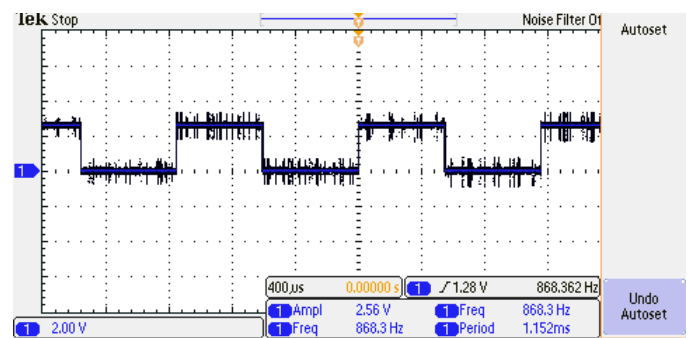 Tek Stop Noise Filter Of
Autoset
T
T
1
400µs 0.00000 s 1 1.28 V 868.362 Hz
1 Ampl 2.56 V 1 Freq 868.3 Hz
1 Freq 868.3 Hz 1 Period 1.152ms
1 2.00 V
Undo
Autoset